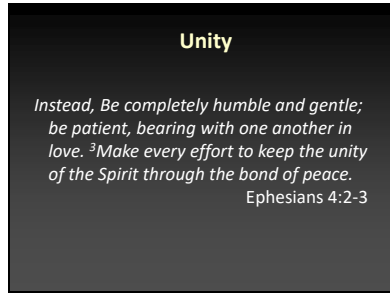 Unity
Instead, Be completely humble and gentle;
be patient, bearing with one another in
love. ³Make every effort to keep the unity
of the Spirit through the bond of peace.
Ephesians 4:2-3